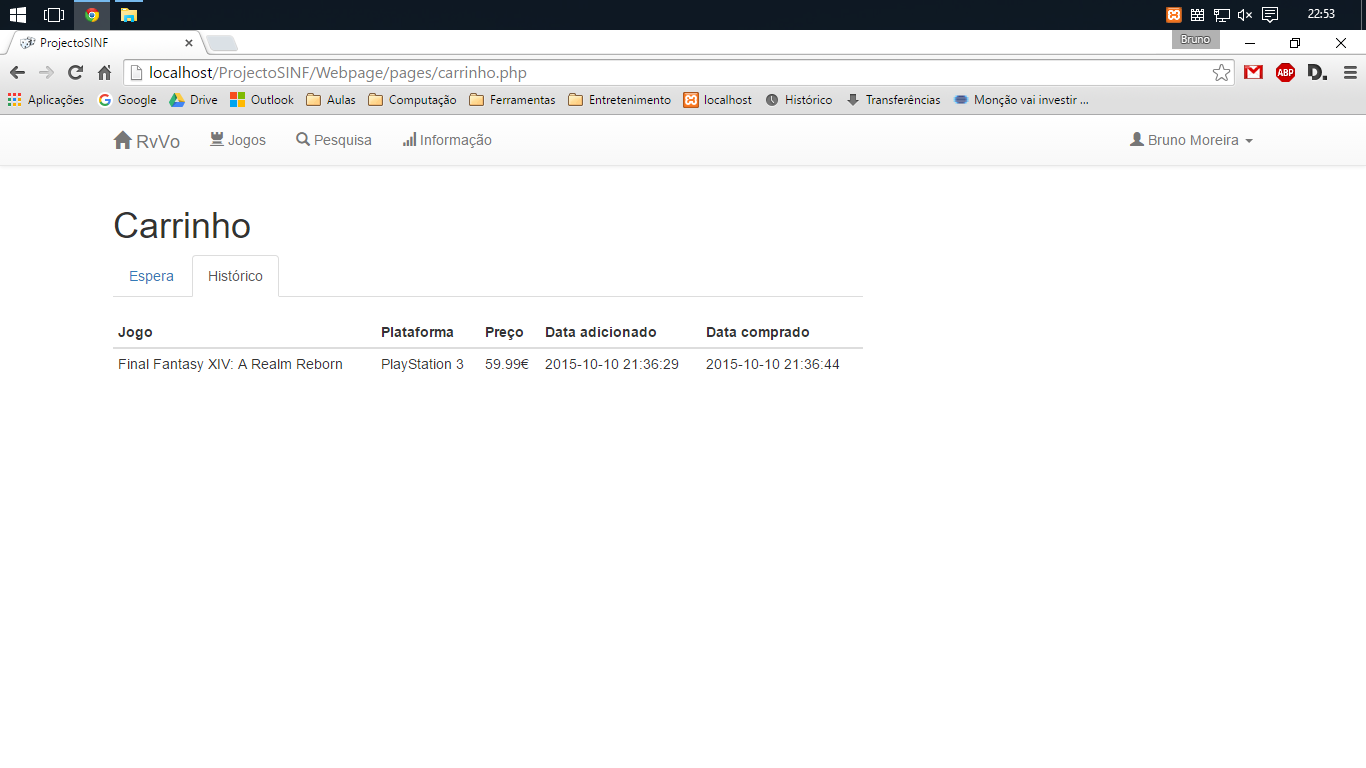 22:53
ProjectoSINF
Bruno
localhost/ProjectoSINF/Webpage/pages/carrinho.php
ABP
D.
Aplicações Google Drive Outlook Aulas Computação Ferramentas Entretenimento localhost Histórico Transferências Monção vai investir ...
RvVo Jogos Pesquisa Informação Bruno Moreira
Carrinho
Espera Histórico
Jogo Plataforma Preço Data adicionado Data comprado
Final Fantasy XIV: A Realm Reborn PlayStation 3 59.99€ 2015-10-10 21:36:29 2015-10-10 21:36:44